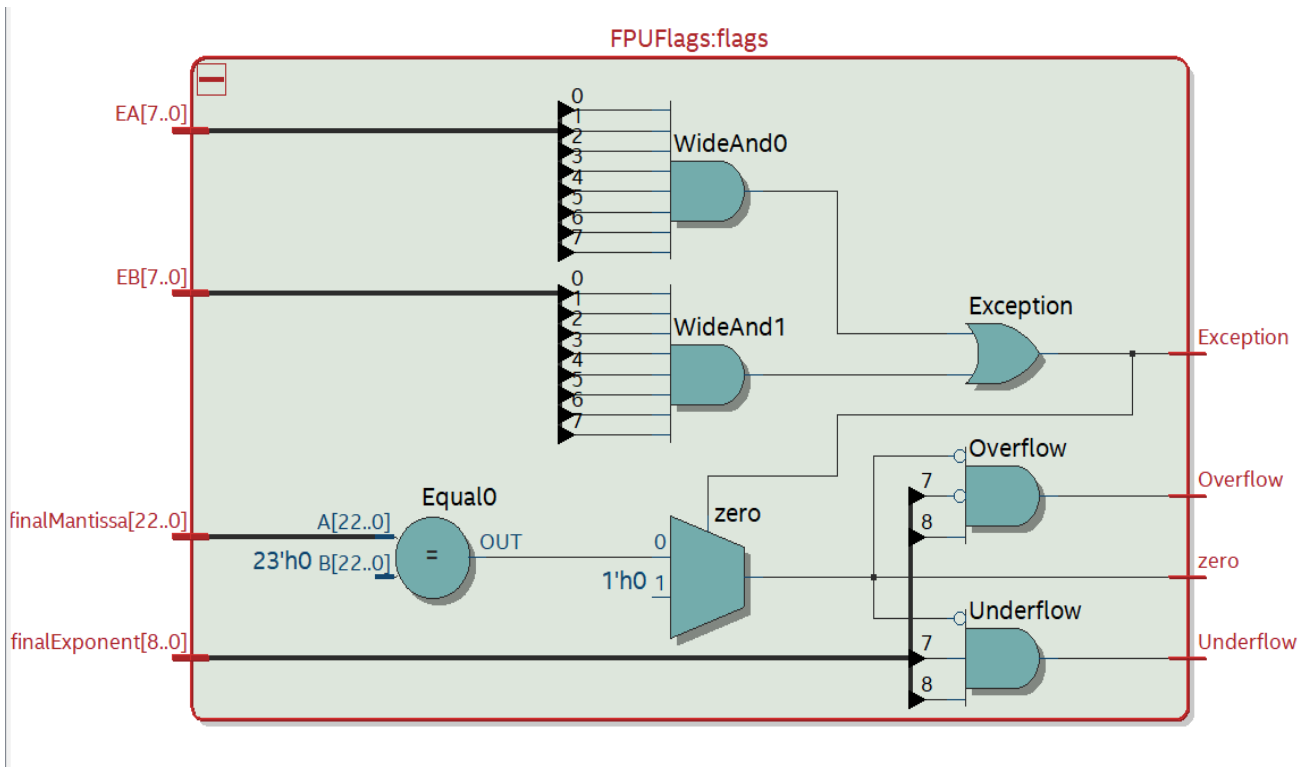 FPUFlags:flags
EA[7..0]
0
1
2
3
4
5
6
7
WideAnd0
EB[7..0]
0
1
2
3
4
5
6
7
WideAnd1
Exception
Exception
finalMantissa[22..0]
A[22..0]
23'h0 B[22..0]
Equal0
=
OUT
zero
0
1'h0 1
Overflow
7
8
Overflow
zero
finalExponent[8..0]
Underflow
7
8
Underflow